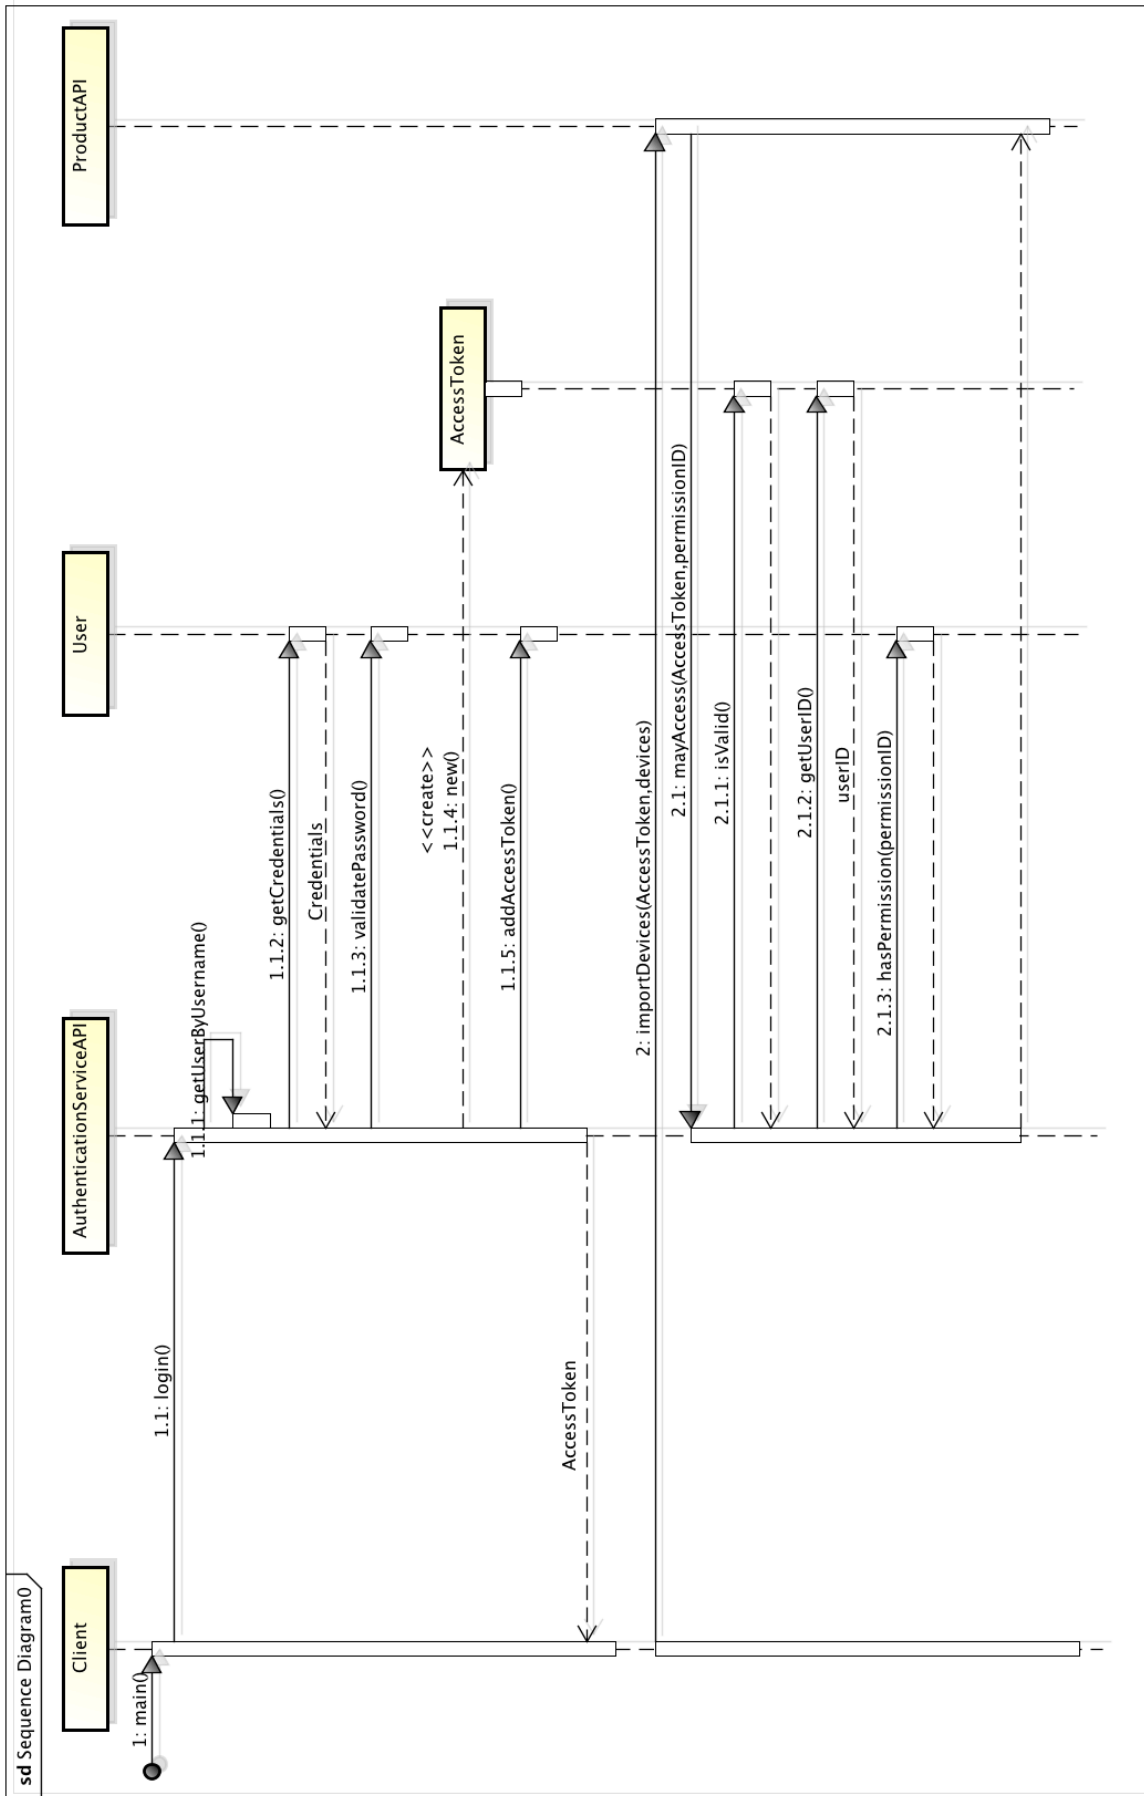 sd Sequence Diagram0
Client
AuthenticationServiceAPI
User
ProductAPI
1: main()
1.1: login()
1.1.1: getUserByUsername()
1.1.2: getCredentials()
Credentials
1.1.3: validatePassword()
<<create>>
1.1.4: new()
AccessToken
1.1.5: addAccessToken()
AccessToken
2: importDevices(AccessToken,devices)
2.1: mayAccess(AccessToken,permissionID)
2.1.1: isValid()
2.1.2: getUserID()
userID
2.1.3: hasPermission(permissionID)